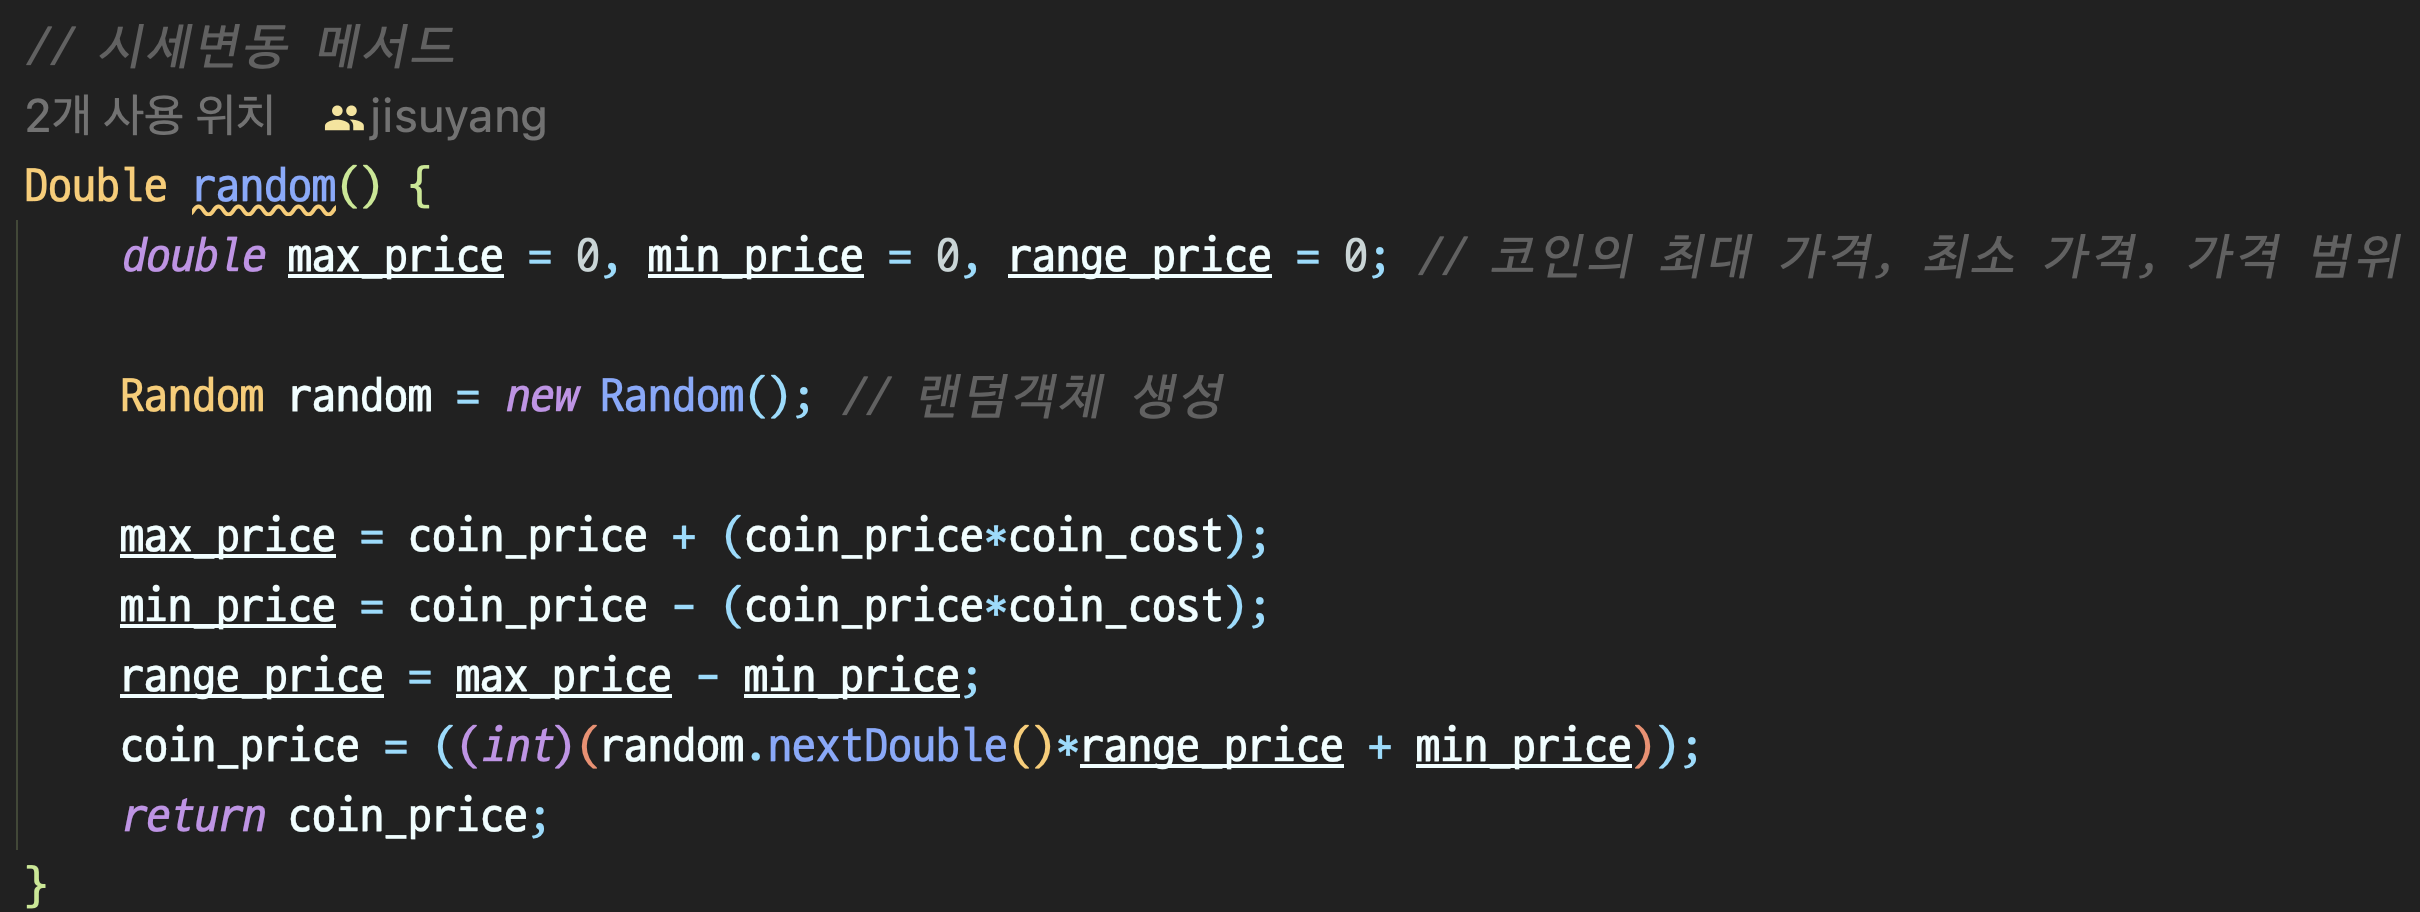 // 시세변동 메서드
2개 사용 위치 jisuyang
Double random() {
double max_price = 0, min_price = 0, range_price = 0; // 코인의 최대 가격, 최소 가격, 가격 범위
Random random = new Random(); // 랜덤객체 생성
max_price = coin_price + (coin_price*coin_cost);
min_price = coin_price - (coin_price*coin_cost);
range_price = max_price - min_price;
coin_price = ((int)(random.nextDouble()*range_price + min_price));
return coin_price;
}